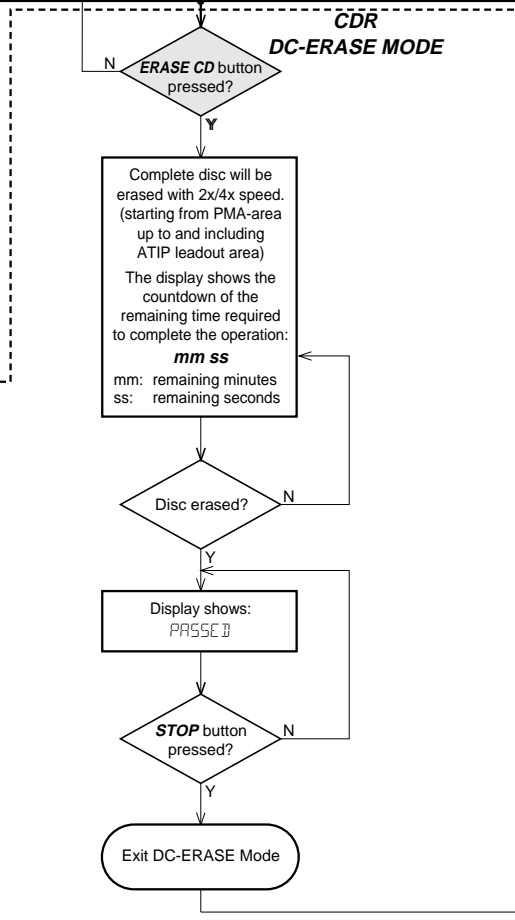 CDR
DC-ERASE MODE
N
ERASE CD button
pressed?
Y
Complete disc will be
erased with 2x/4x speed.
(starting from PMA-area
up to and including
ATIP leadout area)
The display shows the
countdown of the
remaining time required
to complete the operation:
mm ss
mm: remaining minutes
ss: remaining seconds
Disc erased?
N
Y
Display shows:
PASSED
STOP button
pressed?
N
Y
Exit DC-ERASE Mode